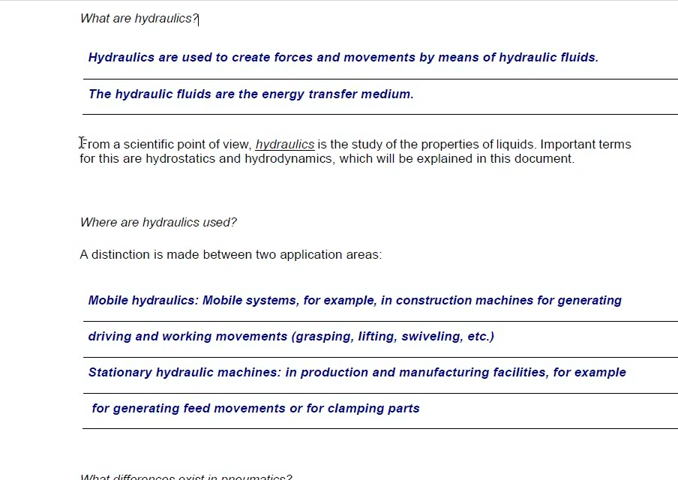 What are hydraulics?
Hydraulics are used to create forces and movements by means of hydraulic fluids.
The hydraulic fluids are the energy transfer medium.
From a scientific point of view, hydraulics is the study of the properties of liquids. Important terms
for this are hydrostatics and hydrodynamics, which will be explained in this document.
Where are hydraulics used?
A distinction is made between two application areas:
Mobile hydraulics: Mobile systems, for example, in construction machines for generating
driving and working movements (grasping, lifting, swiveling, etc.)
Stationary hydraulic machines: in production and manufacturing facilities, for example
for generating feed movements or for clamping parts
What differences exist in pneumatics?